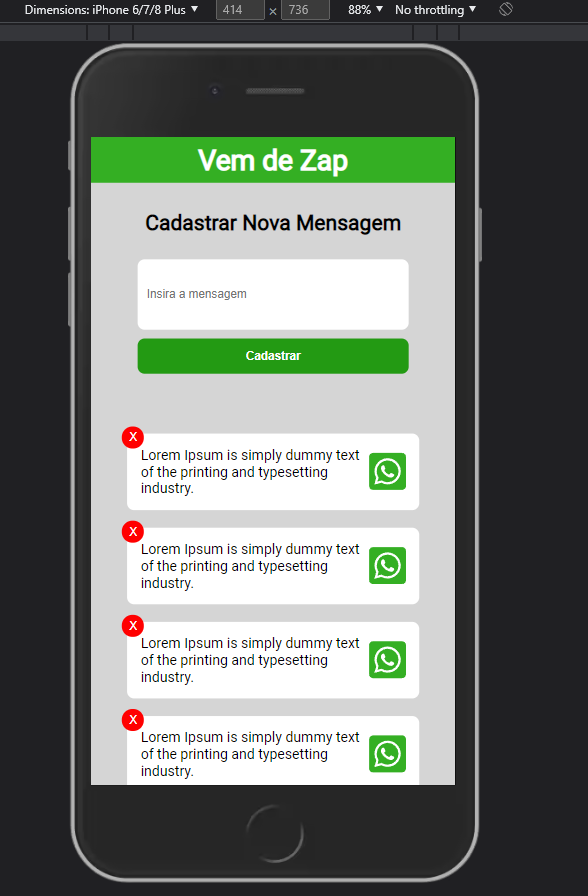 Dimensions: iPhone 6/7/8 Plus ▼ 414 × 736 88% ▼ No throttling ▼
Vem de Zap
Cadastrar Nova Mensagem
Insira a mensagem
Cadastrar
X
Lorem Ipsum is simply dummy text
of the printing and typesetting
industry.
X
Lorem Ipsum is simply dummy text
of the printing and typesetting
industry.
X
Lorem Ipsum is simply dummy text
of the printing and typesetting
industry.
X
Lorem Ipsum is simply dummy text
of the printing and typesetting
industry.